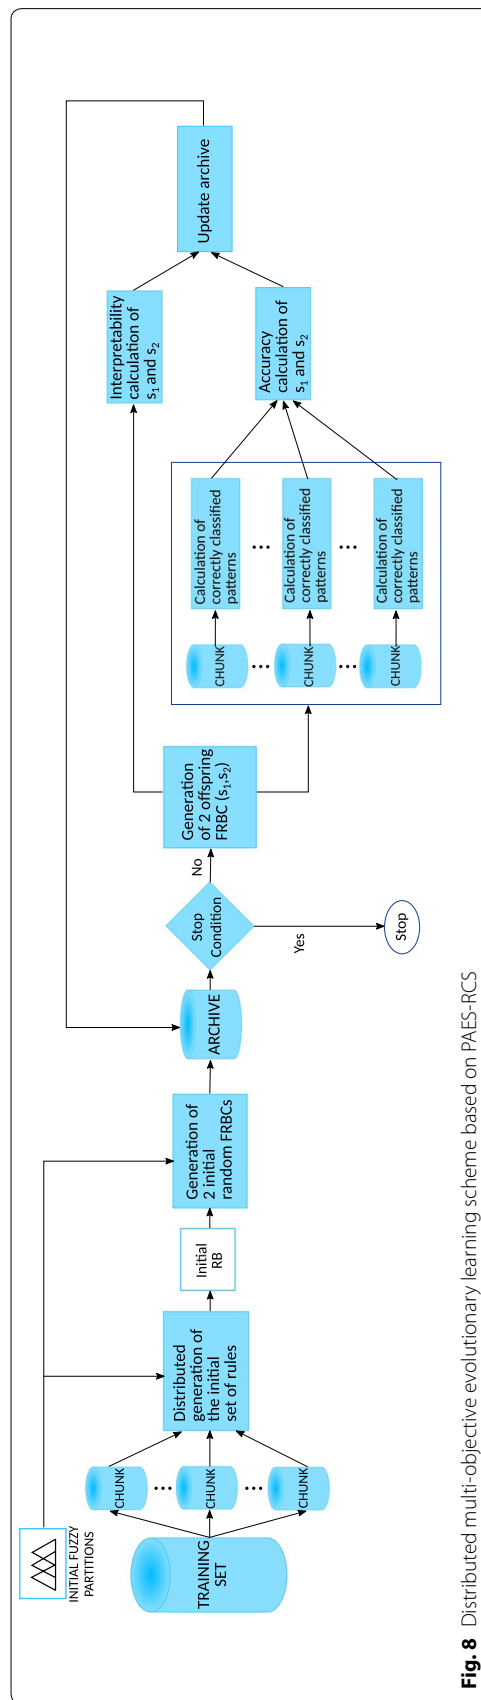 INITIAL FUZZY
PARTITIONS
TRAINING
SET
CHUNK
CHUNK
CHUNK
Distributed
generation of
the initial
set of rules
Initial
RB
Generation of
2 initial
random FRBCs
ARCHIVE
Stop
Condition
No
Yes
Stop
Generation
of 2 offspring
FRBC (s₁,s₂)
CHUNK
CHUNK
CHUNK
Calculation of
correctly classified
patterns
Calculation of
correctly classified
patterns
Calculation of
correctly classified
patterns
Interpretability
calculation of
s₁ and s₂
Accuracy
calculation of
s₁ and s₂
Update archive
Fig. 8 Distributed multi-objective evolutionary learning scheme based on PAES-RCS